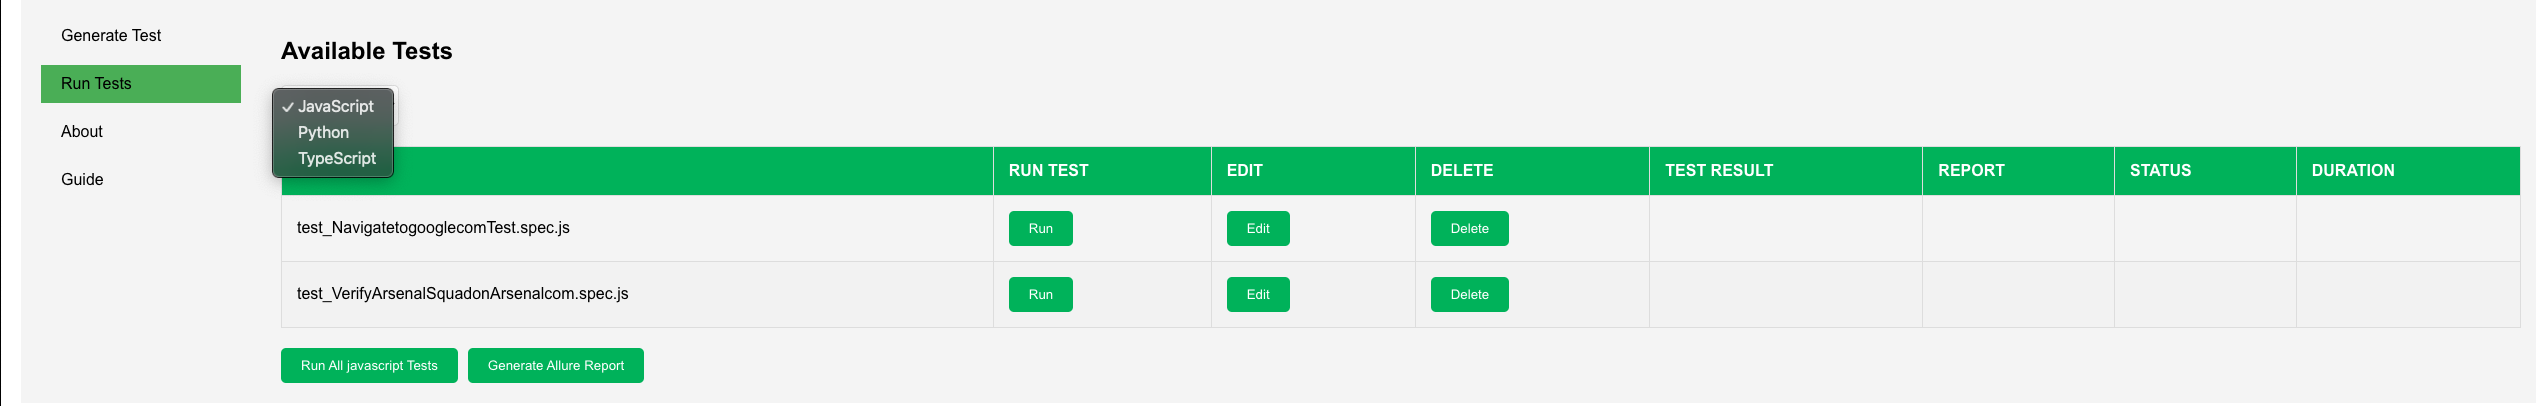 Generate Test
Run Tests
About
Guide
Available Tests
✓ JavaScript
Python
TypeScript
RUN TEST EDIT DELETE TEST RESULT REPORT STATUS DURATION
test_NavigatetogooglecomTest.spec.js Run Edit Delete
test_VerifyArsenalSquadonArsenalcom.spec.js Run Edit Delete
Run All javascript Tests Generate Allure Report